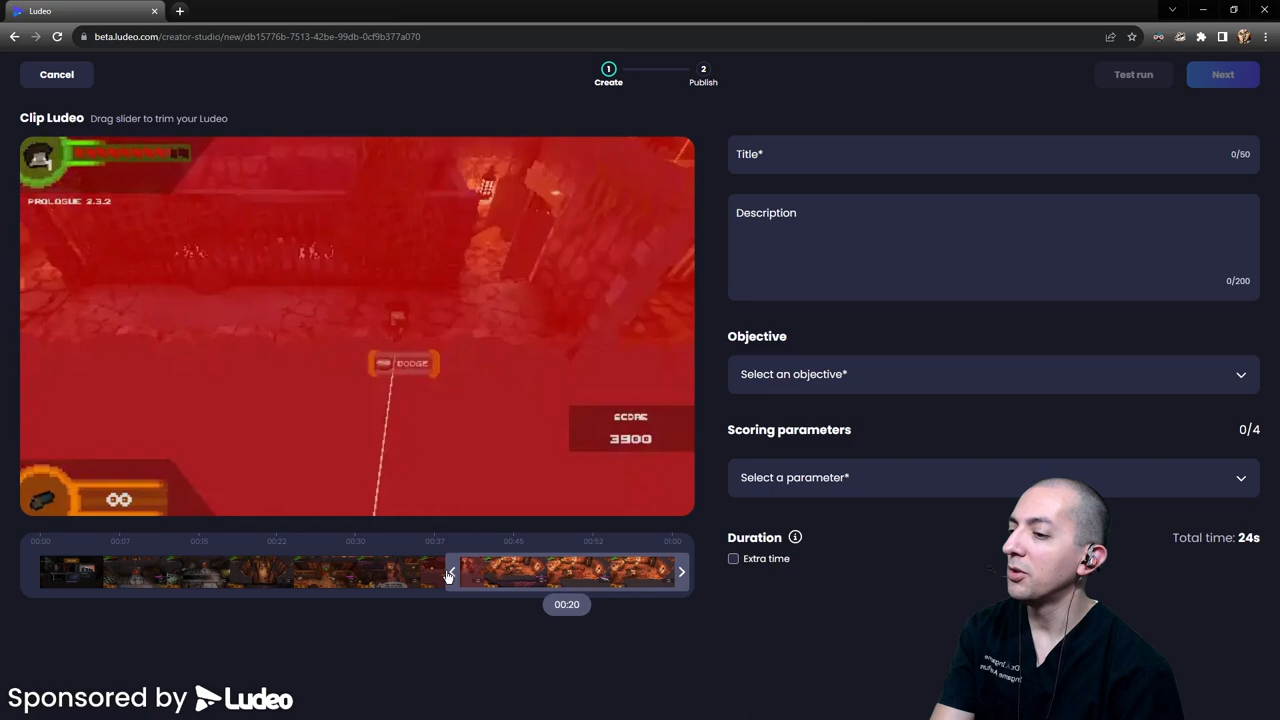 Ludeo
beta.ludeo.com/creator-studio/new/db15776b-7513-42be-99db-0cf9b377a070
Cancel
1
2
Create
Publish
Test run
Next
Clip Ludeo Drag slider to trim your Ludeo
PROLOGUE 2.3.2
DODGE
SCORE
3900
Title* 0/50
Description
0/200
Objective
Select an objective*
Scoring parameters 0/4
Select a parameter*
Duration Total time: 24s
Extra time
00:00 00:07 00:15 00:22 00:30 00:37 00:45 00:52 01:00
00:20
Sponsored by Ludeo